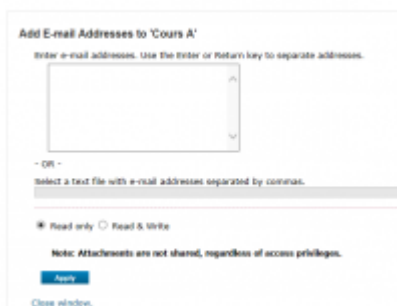 Add E-mail Addresses to 'Cours A'
Enter e-mail addresses. Use the Enter or Return key to separate addresses.
- OR -
Select a text file with e-mail addresses separated by commas.
Read only Read & Write
Note: Attachments are not shared, regardless of access privileges.
Apply
Close window.